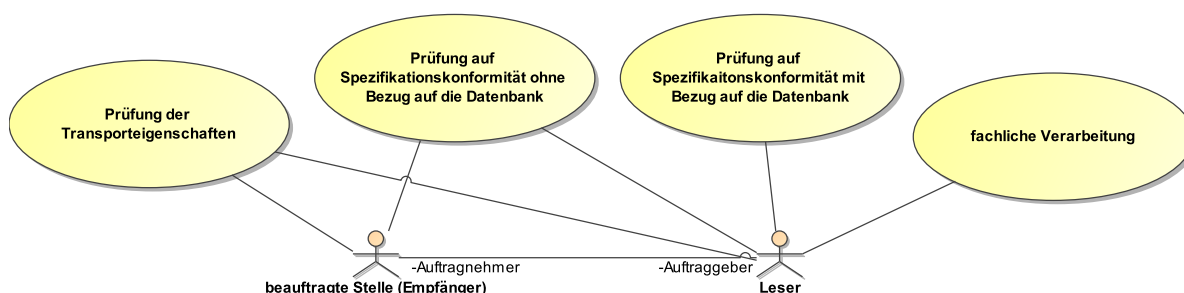 Prüfung der
Transporteigenschaften
Prüfung auf
Spezifikationskonformität ohne
Bezug auf die Datenbank
Prüfung auf
Spezifikaitonskonformität mit
Bezug auf die Datenbank
fachliche Verarbeitung
-Auftragnehmer
-Auftraggeber
beauftragte Stelle (Empfänger)
Leser